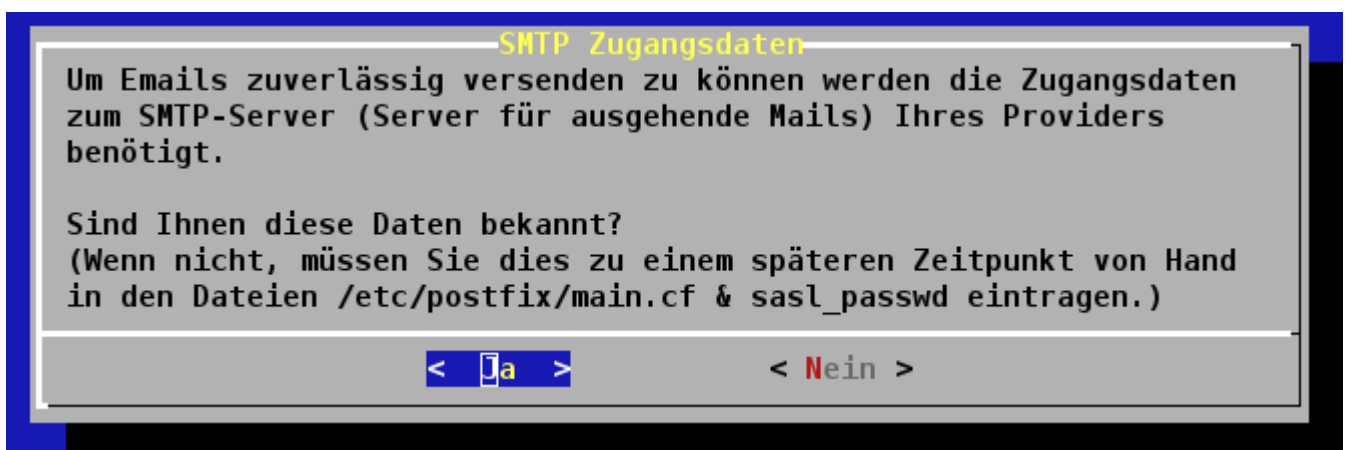 SMTP Zugangsdaten
Um Emails zuverlässig versenden zu können werden die Zugangsdaten
zum SMTP-Server (Server für ausgehende Mails) Ihres Providers
benötigt.
Sind Ihnen diese Daten bekannt?
(Wenn nicht, müssen Sie dies zu einem späteren Zeitpunkt von Hand
in den Dateien /etc/postfix/main.cf & sasl_passwd eintragen.)
< Ja > < Nein >